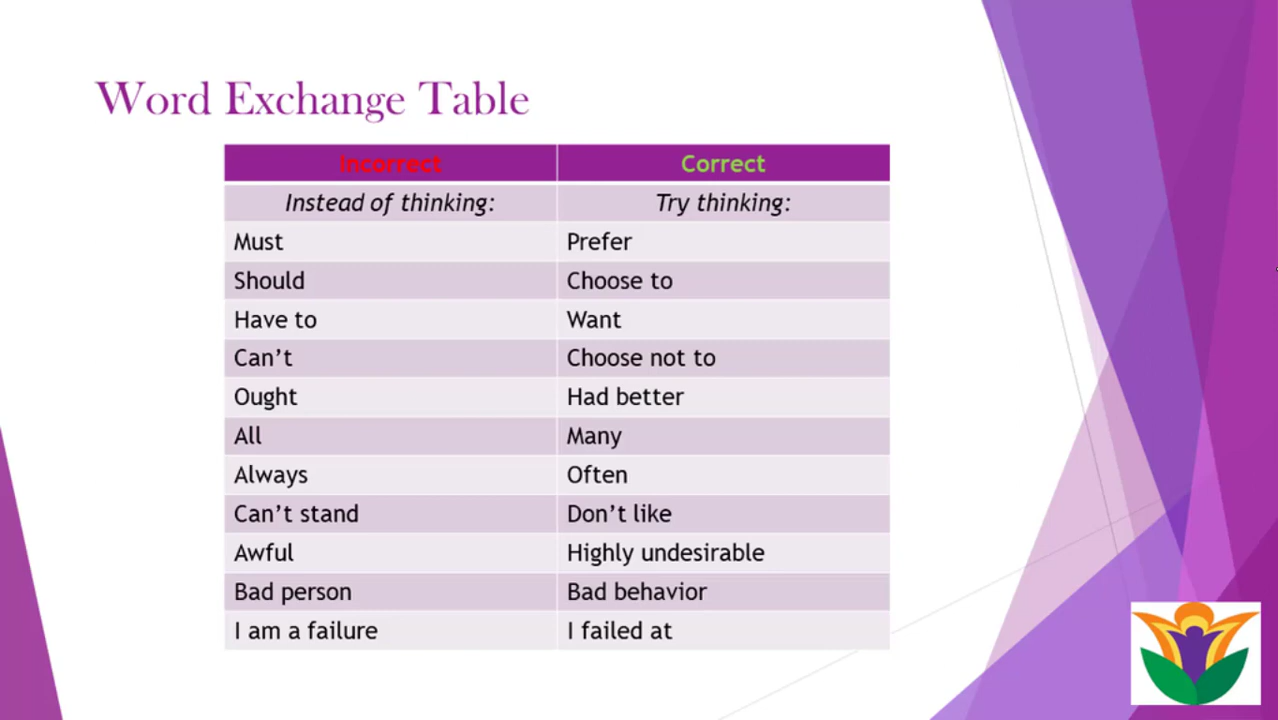 Word Exchange Table
Incorrect Correct
Instead of thinking: Try thinking:
Must Prefer
Should Choose to
Have to Want
Can’t Choose not to
Ought Had better
All Many
Always Often
Can’t stand Don’t like
Awful Highly undesirable
Bad person Bad behavior
I am a failure I failed at